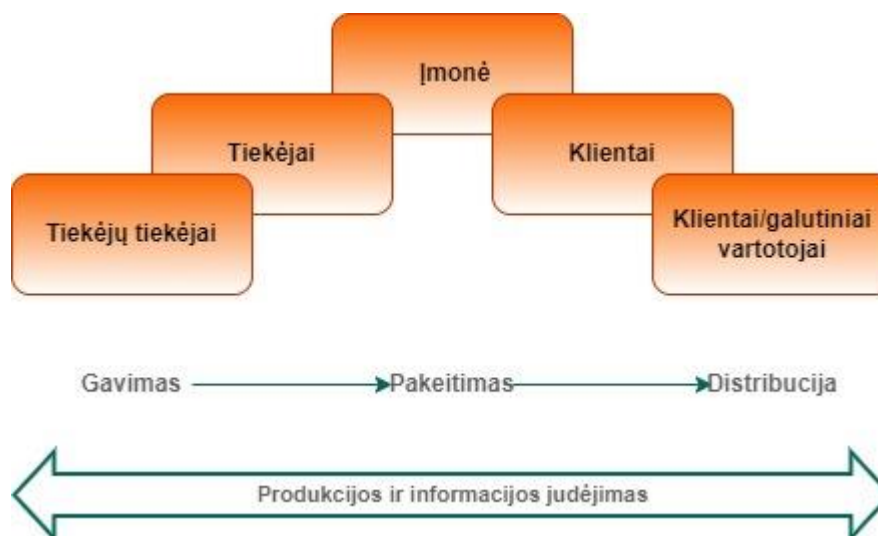 Įmonė
Tiekėjai
Klientai
Tiekėjų tiekėjai
Klientai/galutiniai
vartotojai
Gavimas
Pakeitimas
Distribucija
Produkcijos ir informacijos judėjimas